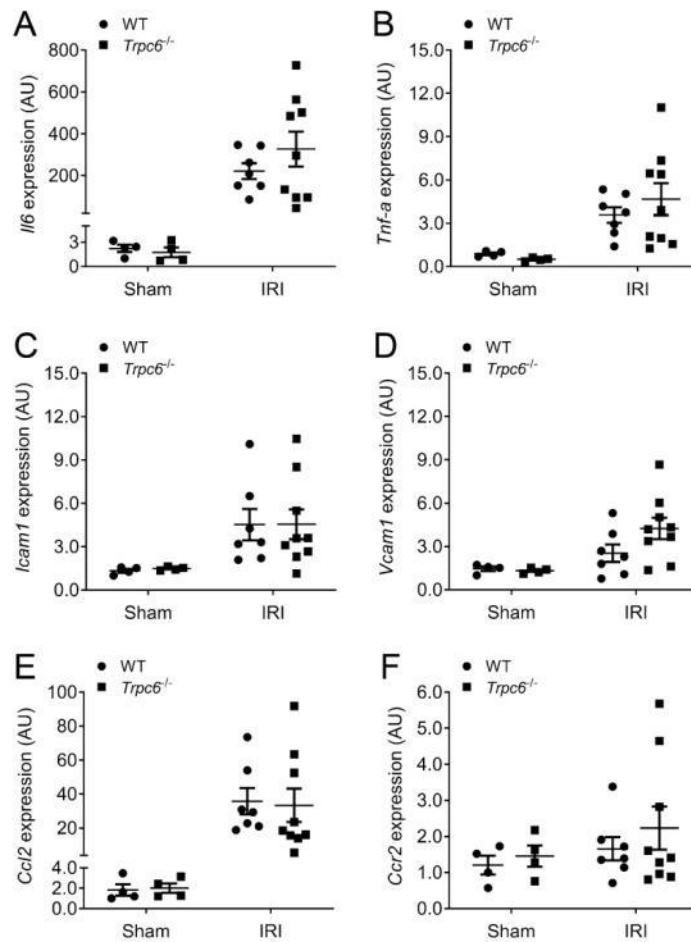 A
WT
Trpc6-/-
Il6 expression (AU)
800
600
400
200
3
0
Sham
IRI
B
WT
Trpc6-/-
Tnf-a expression (AU)
15.0
12.0
9.0
6.0
3.0
0.0
Sham
IRI
C
WT
Trpc6-/-
Icam1 expression (AU)
15.0
12.0
9.0
6.0
3.0
0.0
Sham
IRI
D
WT
Trpc6-/-
Vcam1 expression (AU)
15.0
12.0
9.0
6.0
3.0
0.0
Sham
IRI
E
WT
Trpc6-/-
Ccl2 expression (AU)
100
80
60
40
20
4.0
2.0
0.0
Sham
IRI
F
WT
Trpc6-/-
Ccr2 expression (AU)
6.0
5.0
4.0
3.0
2.0
1.0
0.0
Sham
IRI